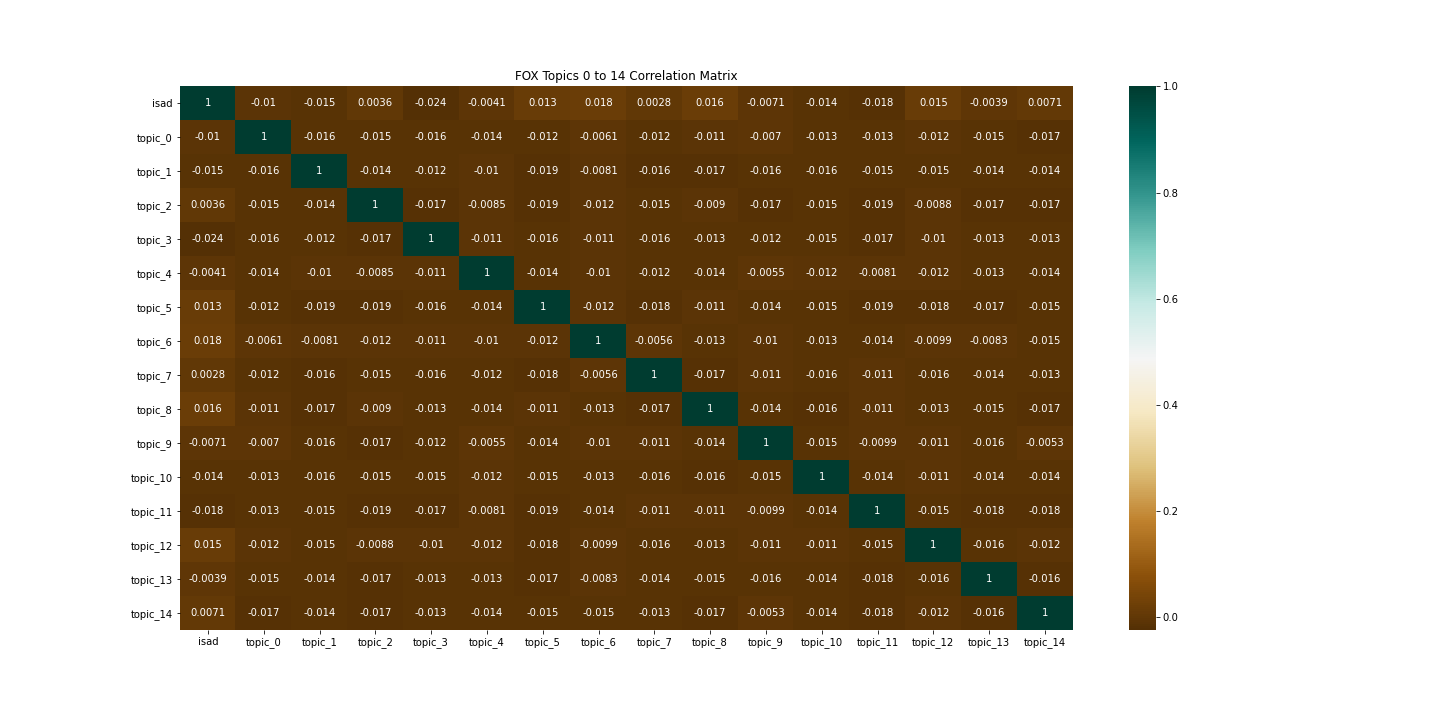 FOX Topics 0 to 14 Correlation Matrix
isad 1 -0.01 -0.015 0.0036 -0.024 -0.0041 0.013 0.018 0.0028 0.016 -0.0071 -0.014 -0.018 0.015 -0.0039 0.0071
topic_0 -0.01 1 -0.016 -0.015 -0.016 -0.014 -0.012 -0.0061 -0.012 -0.011 -0.007 -0.013 -0.013 -0.012 -0.015 -0.017
topic_1 -0.015 -0.016 1 -0.014 -0.012 -0.01 -0.019 -0.0081 -0.016 -0.017 -0.016 -0.016 -0.015 -0.015 -0.014 -0.014
topic_2 0.0036 -0.015 -0.014 1 -0.017 -0.0085 -0.019 -0.012 -0.015 -0.009 -0.017 -0.015 -0.019 -0.0088 -0.017 -0.017
topic_3 -0.024 -0.016 -0.012 -0.017 1 -0.011 -0.016 -0.011 -0.016 -0.013 -0.012 -0.015 -0.017 -0.01 -0.013 -0.013
topic_4 -0.0041 -0.014 -0.01 -0.0085 -0.011 1 -0.014 -0.01 -0.012 -0.014 -0.0055 -0.012 -0.0081 -0.012 -0.013 -0.014
topic_5 0.013 -0.012 -0.019 -0.019 -0.016 -0.014 1 -0.012 -0.018 -0.011 -0.014 -0.015 -0.019 -0.018 -0.017 -0.015
topic_6 0.018 -0.0061 -0.0081 -0.012 -0.011 -0.01 -0.012 1 -0.0056 -0.013 -0.01 -0.013 -0.014 -0.0099 -0.0083 -0.015
topic_7 0.0028 -0.012 -0.016 -0.015 -0.016 -0.012 -0.018 -0.0056 1 -0.017 -0.011 -0.016 -0.011 -0.016 -0.014 -0.013
topic_8 0.016 -0.011 -0.017 -0.009 -0.013 -0.014 -0.011 -0.013 -0.017 1 -0.014 -0.016 -0.011 -0.013 -0.015 -0.017
topic_9 -0.0071 -0.007 -0.016 -0.017 -0.012 -0.0055 -0.014 -0.01 -0.011 -0.014 1 -0.015 -0.0099 -0.011 -0.016 -0.0053
topic_10 -0.014 -0.013 -0.016 -0.015 -0.015 -0.012 -0.015 -0.013 -0.016 -0.016 -0.015 1 -0.014 -0.011 -0.014 -0.014
topic_11 -0.018 -0.013 -0.015 -0.019 -0.017 -0.0081 -0.019 -0.014 -0.011 -0.011 -0.0099 -0.014 1 -0.015 -0.018 -0.018
topic_12 0.015 -0.012 -0.015 -0.0088 -0.01 -0.012 -0.018 -0.0099 -0.016 -0.013 -0.011 -0.011 -0.015 1 -0.016 -0.012
topic_13 -0.0039 -0.015 -0.014 -0.017 -0.013 -0.013 -0.017 -0.0083 -0.014 -0.015 -0.016 -0.014 -0.018 -0.016 1 -0.016
topic_14 0.0071 -0.017 -0.014 -0.017 -0.013 -0.014 -0.015 -0.015 -0.013 -0.017 -0.0053 -0.014 -0.018 -0.012 -0.016 1
isad topic_0 topic_1 topic_2 topic_3 topic_4 topic_5 topic_6 topic_7 topic_8 topic_9 topic_10 topic_11 topic_12 topic_13 topic_14
1.0
0.8
0.6
0.4
0.2
0.0